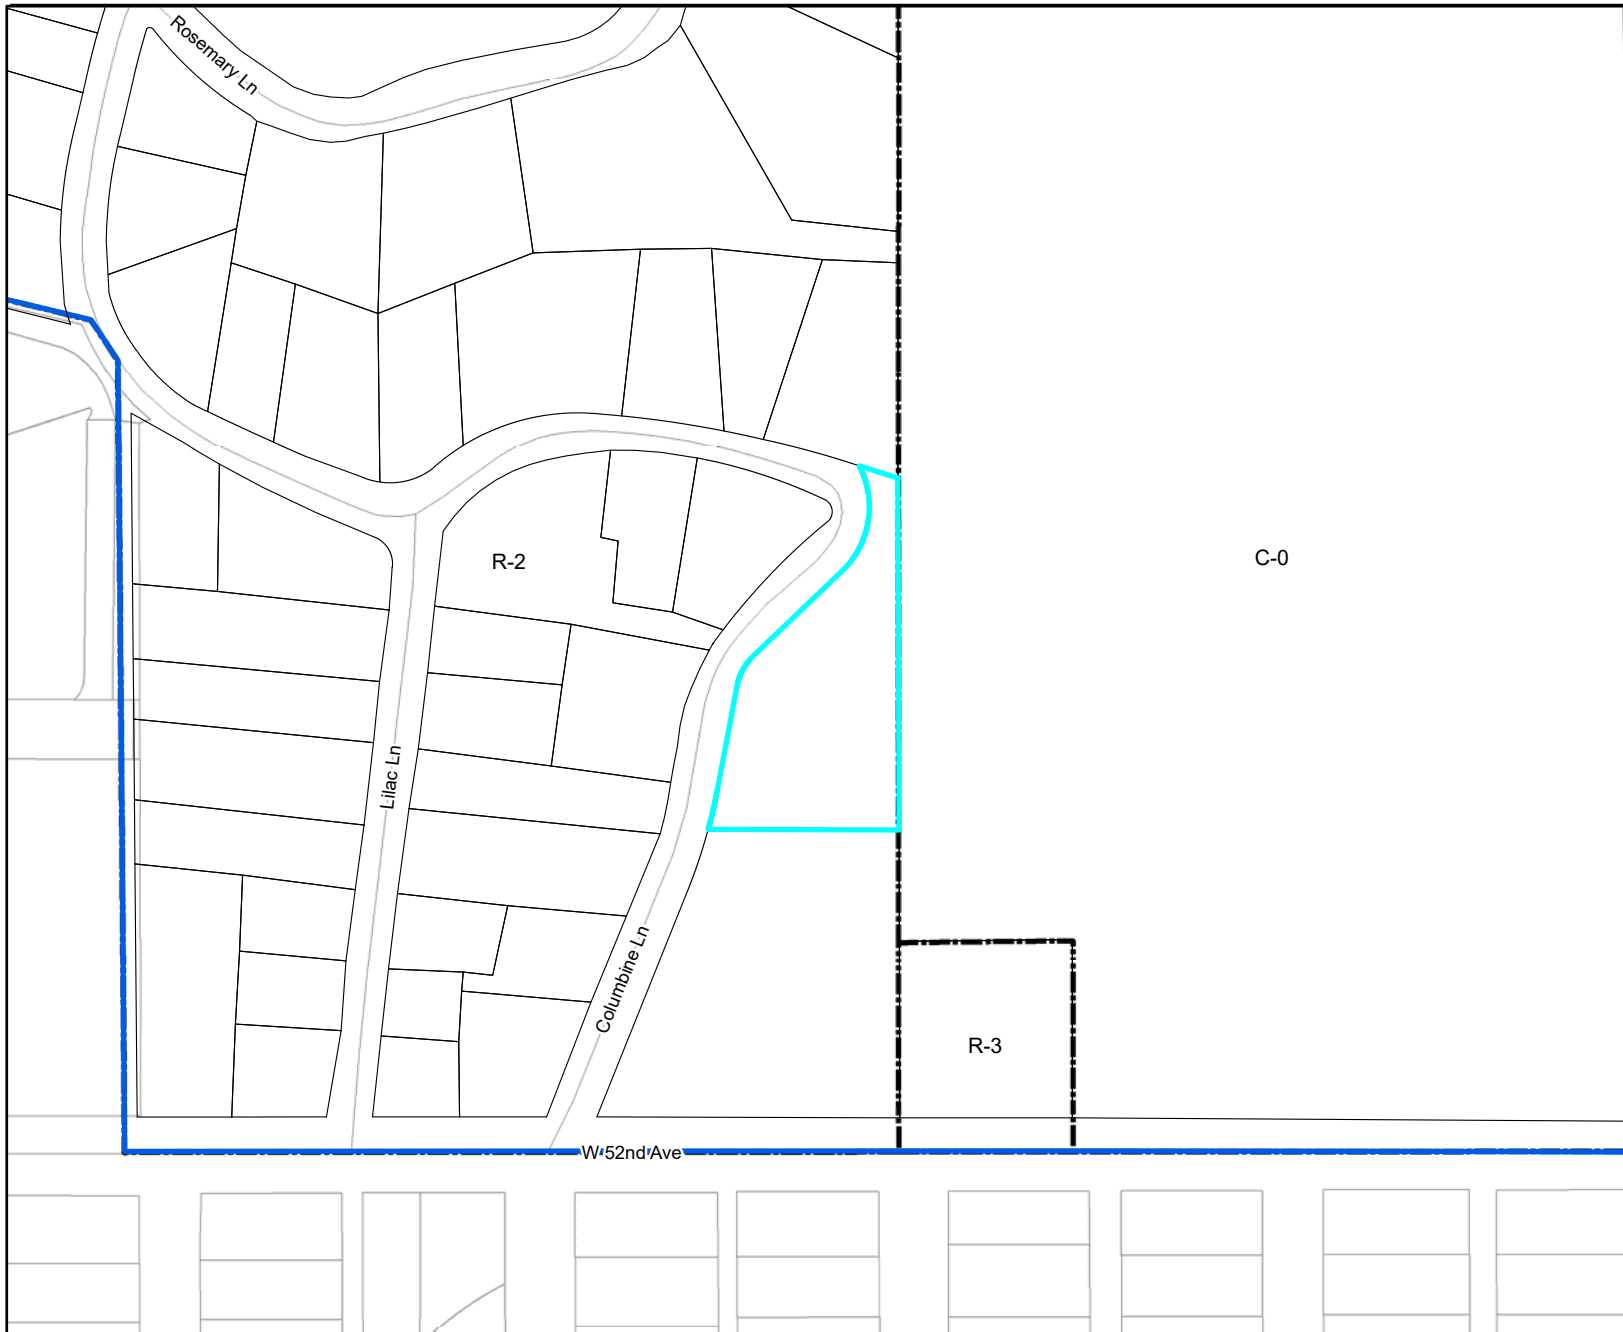 Rosemary Ln
R-2
C-0
Lilac Ln
Columbine Ln
R-3
W 52nd Ave